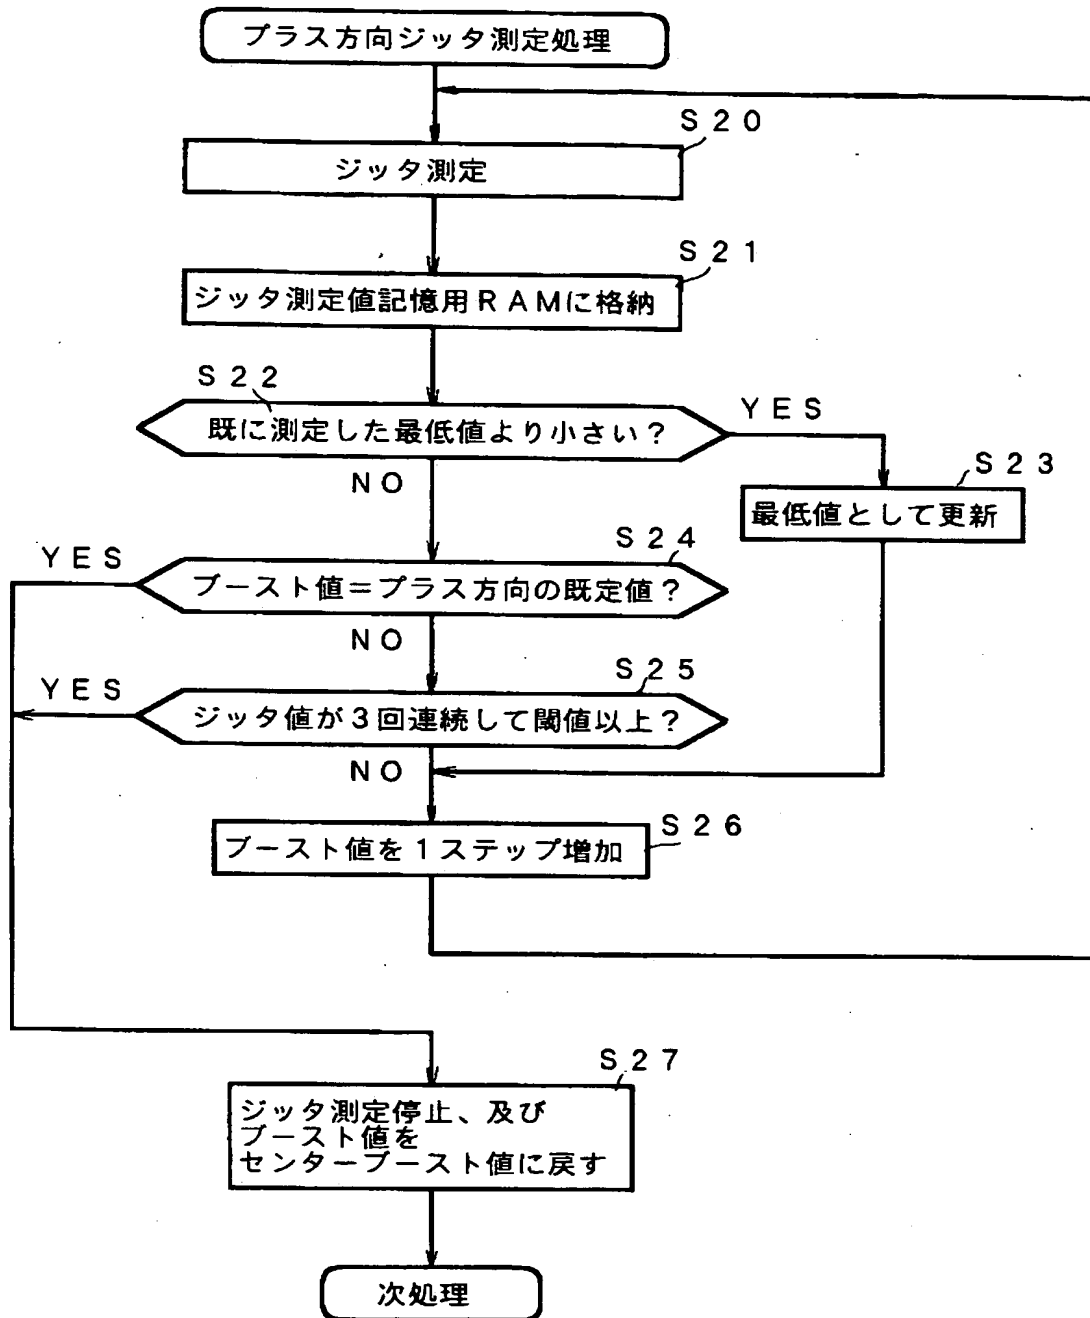 プラス方向ジッタ測定処理
S20
ジッタ測定
S21
ジッタ測定値記憶用RAMに格納
S22
既に測定した最低値より小さい?
YES
NO
S23
最低値として更新
S24
YES
ブースト値=プラス方向の既定値?
NO
S25
YES
ジッタ値が3回連続して閾値以上?
NO
S26
ブースト値を1ステップ増加
S27
ジッタ測定停止、及び
ブースト値を
センターブースト値に戻す
次処理